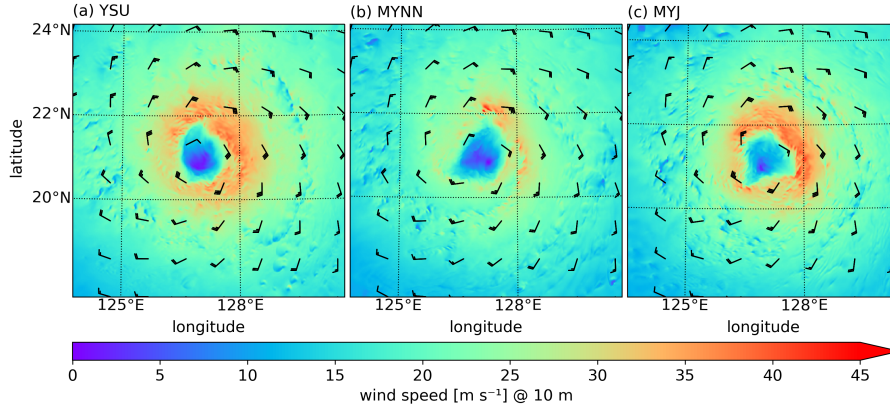 (a) YSU (b) MYNN (c) MYJ
24°N
22°N
20°N
latitude
125°E 128°E 125°E 128°E 125°E 128°E
longitude longitude longitude
0 5 10 15 20 25 30 35 40 45
wind speed [m s⁻¹] @ 10 m